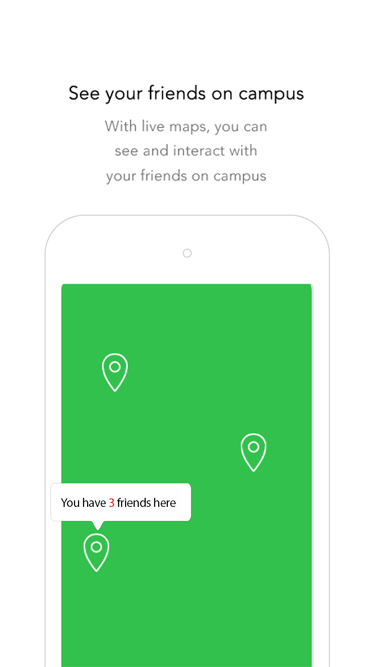 See your friends on campus
With live maps, you can
see and interact with
your friends on campus
You have 3 friends here